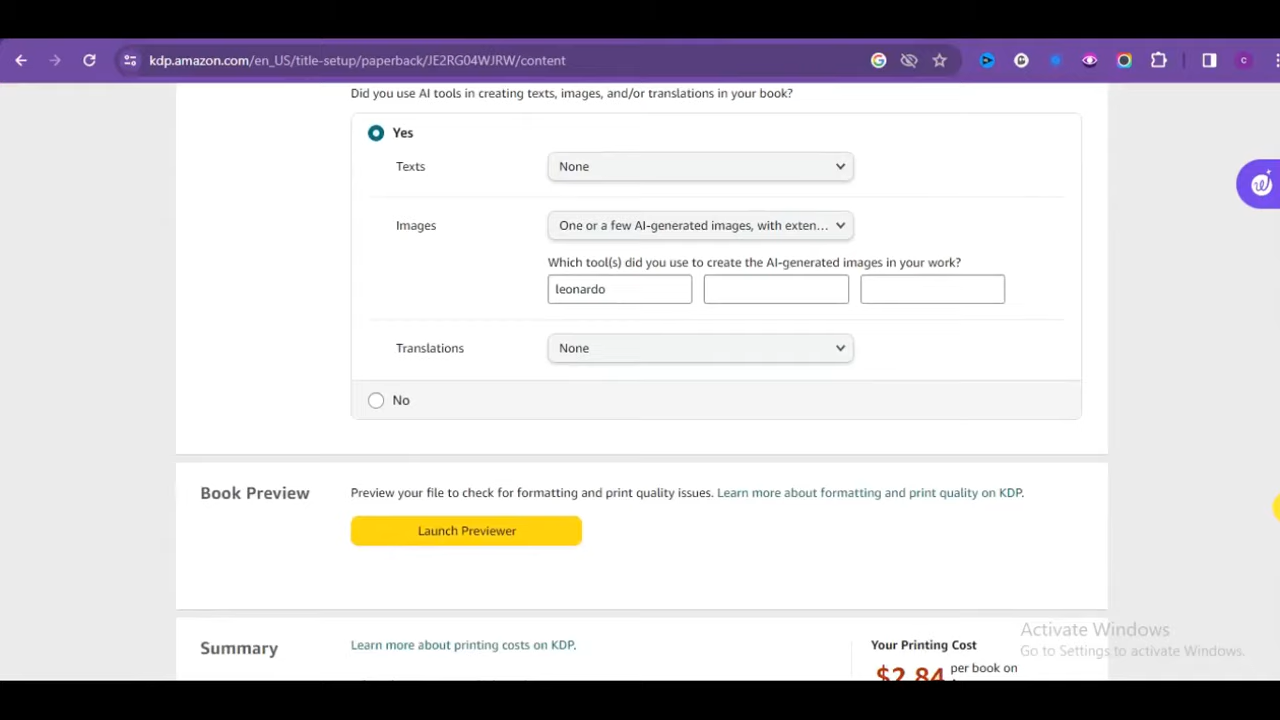 kdp.amazon.com/en_US/title-setup/paperback/JE2RG04WJRW/content
Did you use AI tools in creating texts, images, and/or translations in your book?
Yes
Texts
None
Images
One or a few AI-generated images, with exten...
Which tool(s) did you use to create the AI-generated images in your work?
leonardo
Translations
None
No
Book Preview
Preview your file to check for formatting and print quality issues. Learn more about formatting and print quality on KDP.
Launch Previewer
Summary
Learn more about printing costs on KDP.
Your Printing Cost
$2.84 per book on
Activate Windows
Go to Settings to activate Windows.